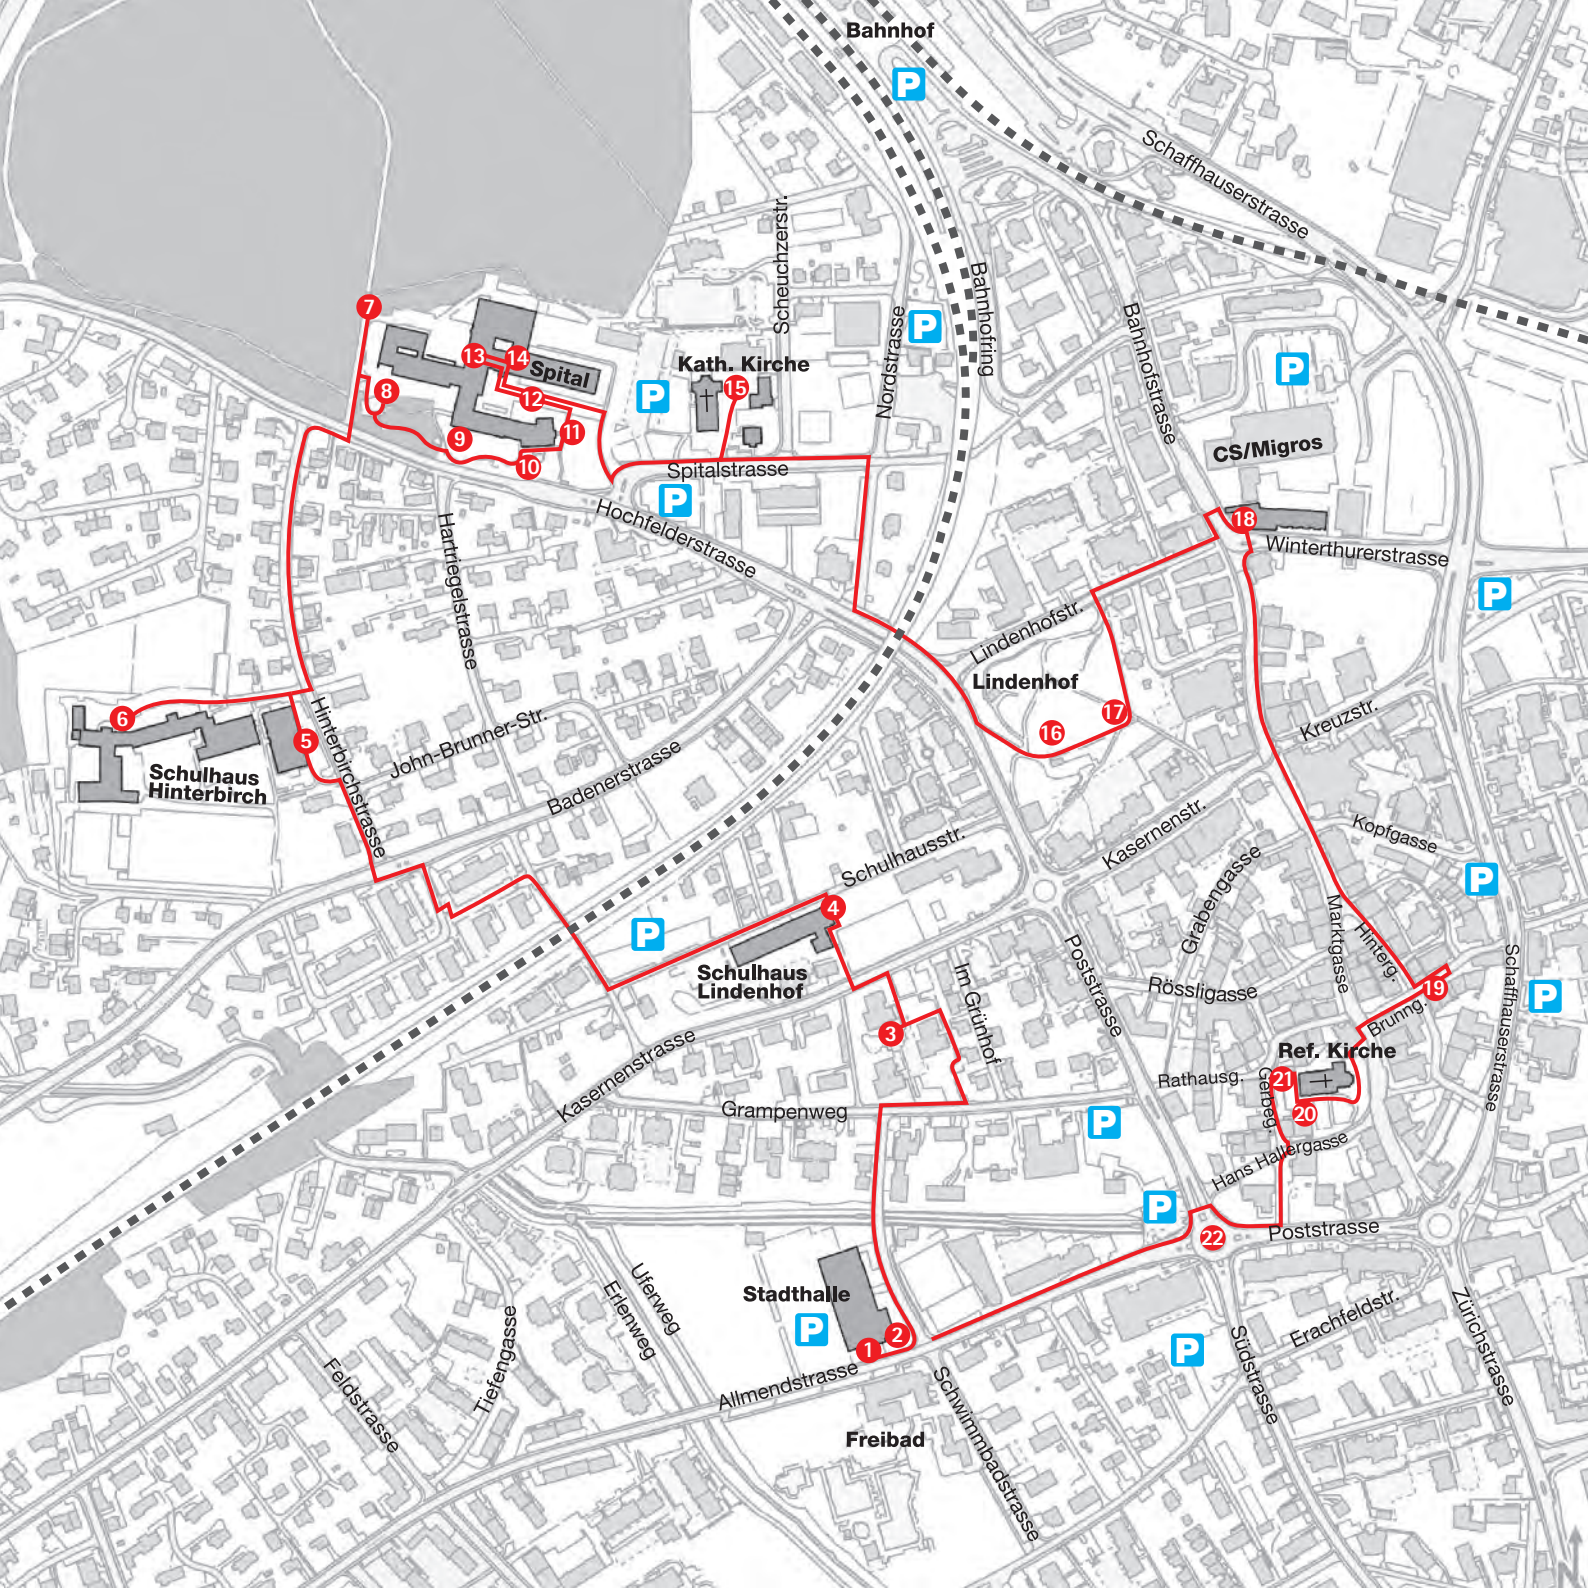 Bahnhof
P
Schaffhauserstrasse
Scheuchzerstr.
Bahnhofring
7
Nordstrasse
P
Bahnhofstrasse
13
14
Spital
Kath. Kirche
P
15
P
8
12
9
11
10
CS/Migros
Spitalstrasse
P
Hochfelderstrasse
18
Winterthurerstrasse
Hartriegelstrasse
P
Lindenhofstr.
Lindenhof
6
5
Hinterbirchstrasse
17
16
Kreuzstr.
John-Brunner-Str.
Schulhaus
Hinterbirch
Badenerstrasse
Kasernenstr.
Kopfgasse
Schulhausstr.
P
Grabengasse
4
P
Marktgasse
Hinterg.
Schulhaus
Lindenhof
Im Grünhof
Poststrasse
Rössligasse
19
P
Schaffhauserstrasse
3
Brunng.
Ref. Kirche
Kasernenstrasse
Rathausg.
21
Gerbeg.
20
Grampenweg
P
Hans Hallergasse
P
22
Poststrasse
Stadthalle
P
2
1
Uferweg
Erlenweg
Erachfeldstr.
P
Südstrasse
Zürichstrasse
Tiefengasse
Feldstrasse
Allmendstrasse
Schwimmbadstrasse
Freibad
N